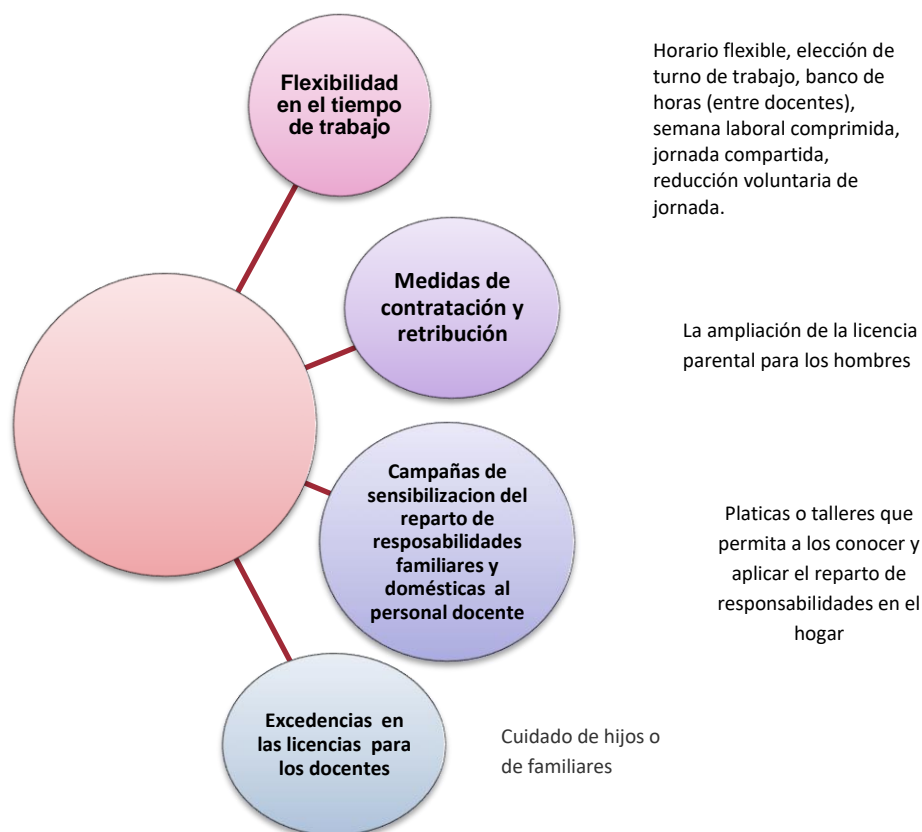 Flexibilidad
en el tiempo
de trabajo
Horario flexible, elección de
turno de trabajo, banco de
horas (entre docentes),
semana laboral comprimida,
jornada compartida,
reducción voluntaria de
jornada.
Medidas de
contratación y
retribución
La ampliación de la licencia
parental para los hombres
Campañas de
sensibilizacion del
reparto de
resposabilidades
familiares y
domésticas al
personal docente
Platicas o talleres que
permita a los conocer y
aplicar el reparto de
responsabilidades en el
hogar
Excedencias en
las licencias para
los docentes
Cuidado de hijos o
de familiares